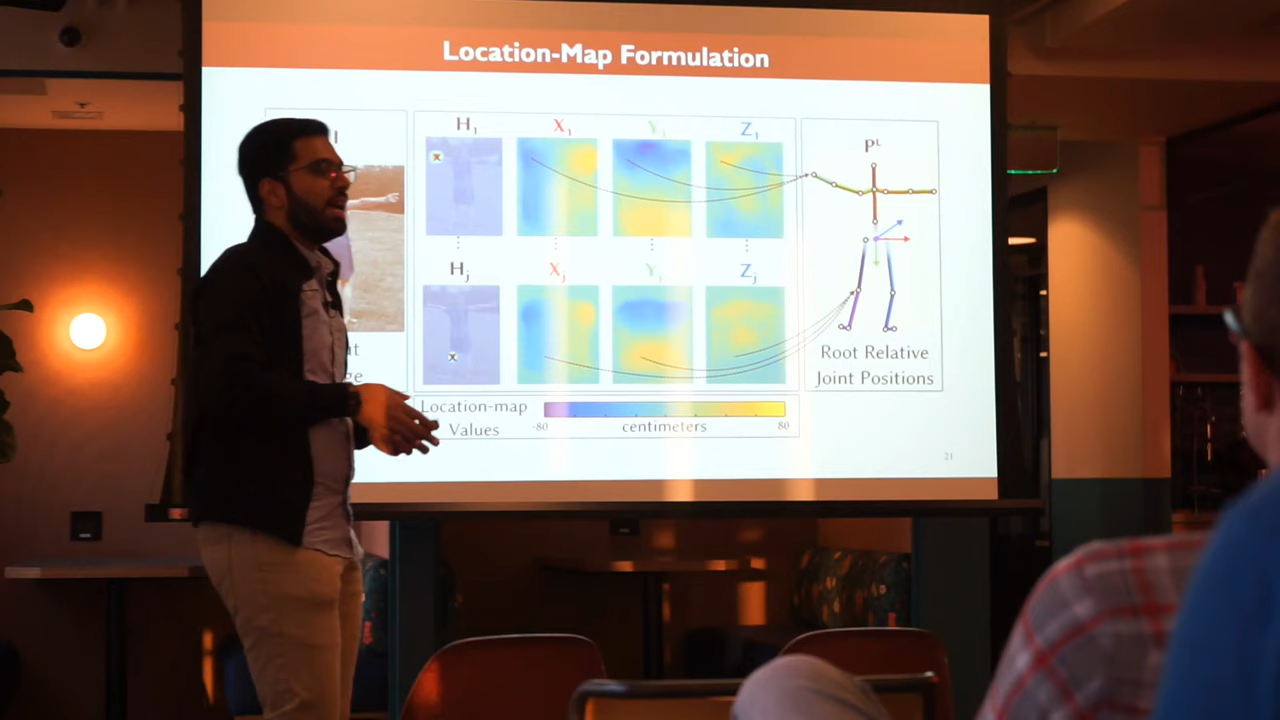 Location-Map Formulation
I
H1
X1
Y1
Z1
PL
Hj
Xj
Yj
Zj
Root Relative
Joint Positions
Location-map
Values
-80
centimeters
80
21